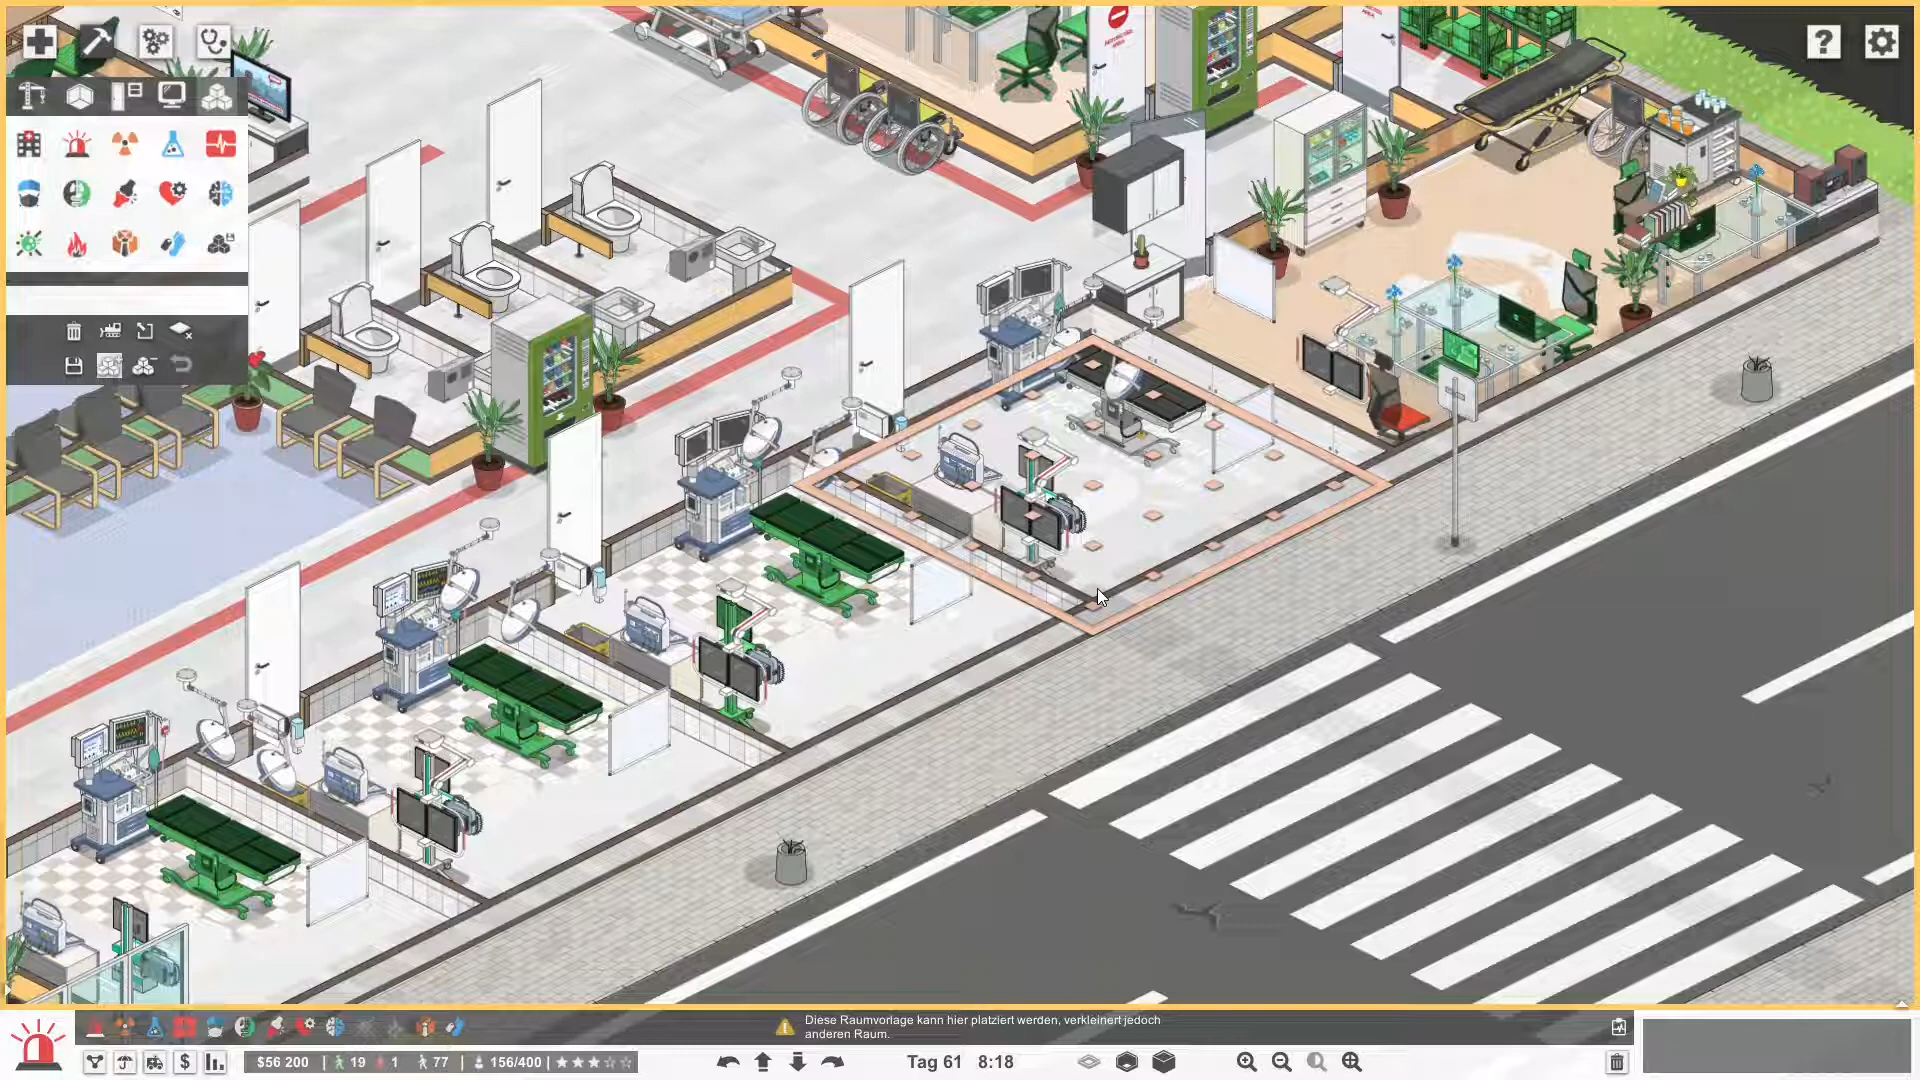 ?
Diese Raumvorlage kann hier platziert werden, verkleinert jedoch
anderen Raum.
$56 200 | 19 1 | 77 | 156/400 |
Tag 61 8:18